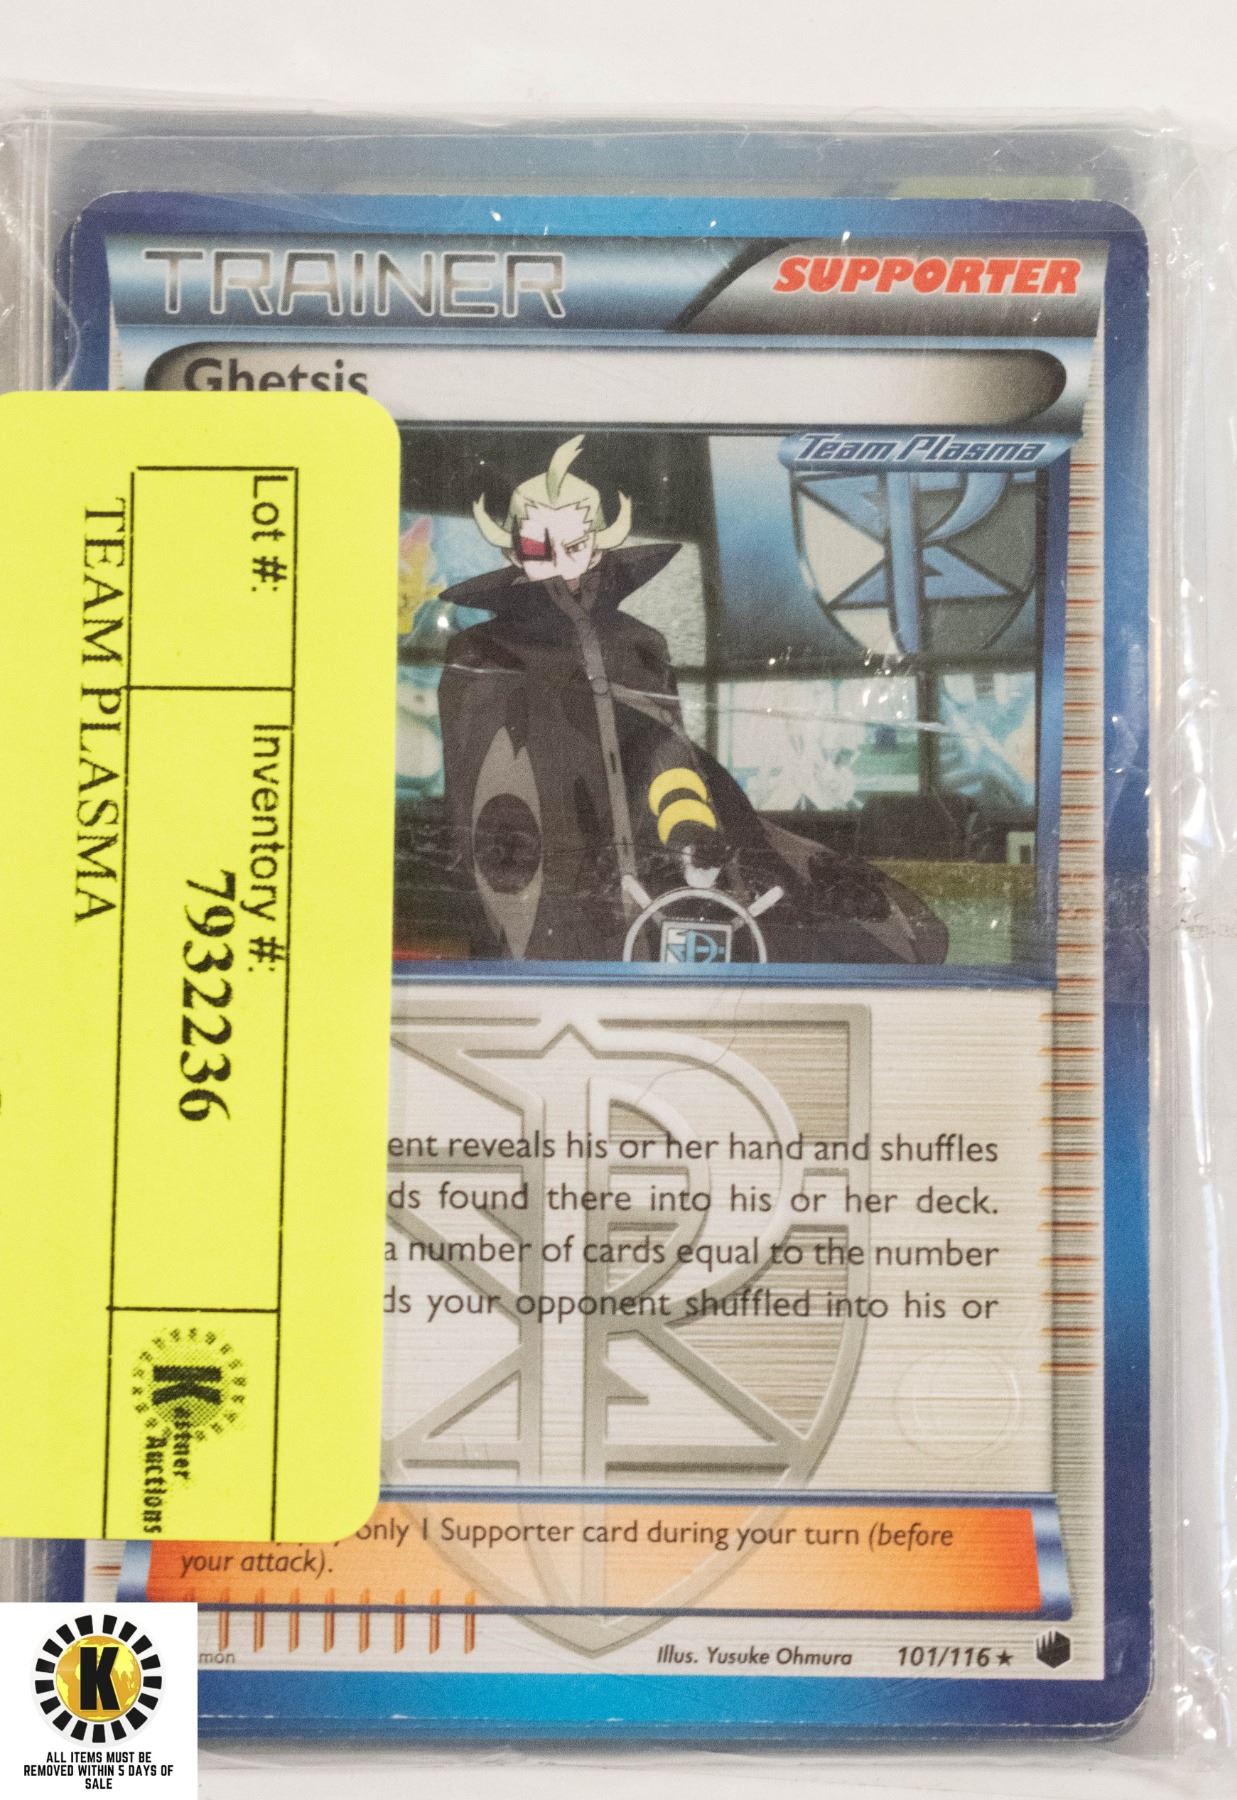 TRAINER
SUPPORTER
Ghetsis
Team Plasma
Lot #:
Inventory #:
7932236
TEAM PLASMA
Kastner
Auctions
ent reveals his or her hand and shuffles
ds found there into his or her deck.
a number of cards equal to the number
ds your opponent shuffled into his or
only 1 Supporter card during your turn (before
your attack).
mon
Illus. Yusuke Ohmura
101/116 ★
K
ALL ITEMS MUST BE
REMOVED WITHIN 5 DAYS OF
SALE